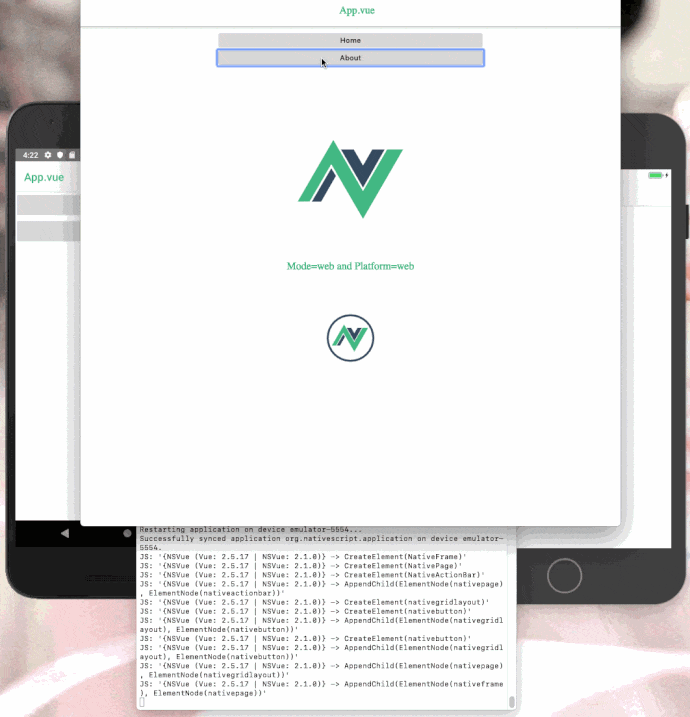 App.vue
Home
About
4:22
App.vue
Mode=web and Platform=web
Restarting application on device emulator-5554...
Successfully synced application org.nativescript.application on device emulator-
5554.
JS: '{NSVue (Vue: 2.5.17 | NSVue: 2.1.0)} -> CreateElement(NativeFrame)'
JS: '{NSVue (Vue: 2.5.17 | NSVue: 2.1.0)} -> CreateElement(NativePage)'
JS: '{NSVue (Vue: 2.5.17 | NSVue: 2.1.0)} -> CreateElement(NativeActionBar)'
JS: '{NSVue (Vue: 2.5.17 | NSVue: 2.1.0)} -> AppendChild(ElementNode(nativepage)
, ElementNode(nativeactionbar))'
JS: '{NSVue (Vue: 2.5.17 | NSVue: 2.1.0)} -> CreateElement(nativegridlayout)'
JS: '{NSVue (Vue: 2.5.17 | NSVue: 2.1.0)} -> CreateElement(nativebutton)'
JS: '{NSVue (Vue: 2.5.17 | NSVue: 2.1.0)} -> AppendChild(ElementNode(nativegridl
ayout), ElementNode(nativebutton))'
JS: '{NSVue (Vue: 2.5.17 | NSVue: 2.1.0)} -> CreateElement(nativebutton)'
JS: '{NSVue (Vue: 2.5.17 | NSVue: 2.1.0)} -> AppendChild(ElementNode(nativegridl
ayout), ElementNode(nativebutton))'
JS: '{NSVue (Vue: 2.5.17 | NSVue: 2.1.0)} -> AppendChild(ElementNode(nativepage)
, ElementNode(nativegridlayout))'
JS: '{NSVue (Vue: 2.5.17 | NSVue: 2.1.0)} -> AppendChild(ElementNode(nativeframe
), ElementNode(nativepage))'